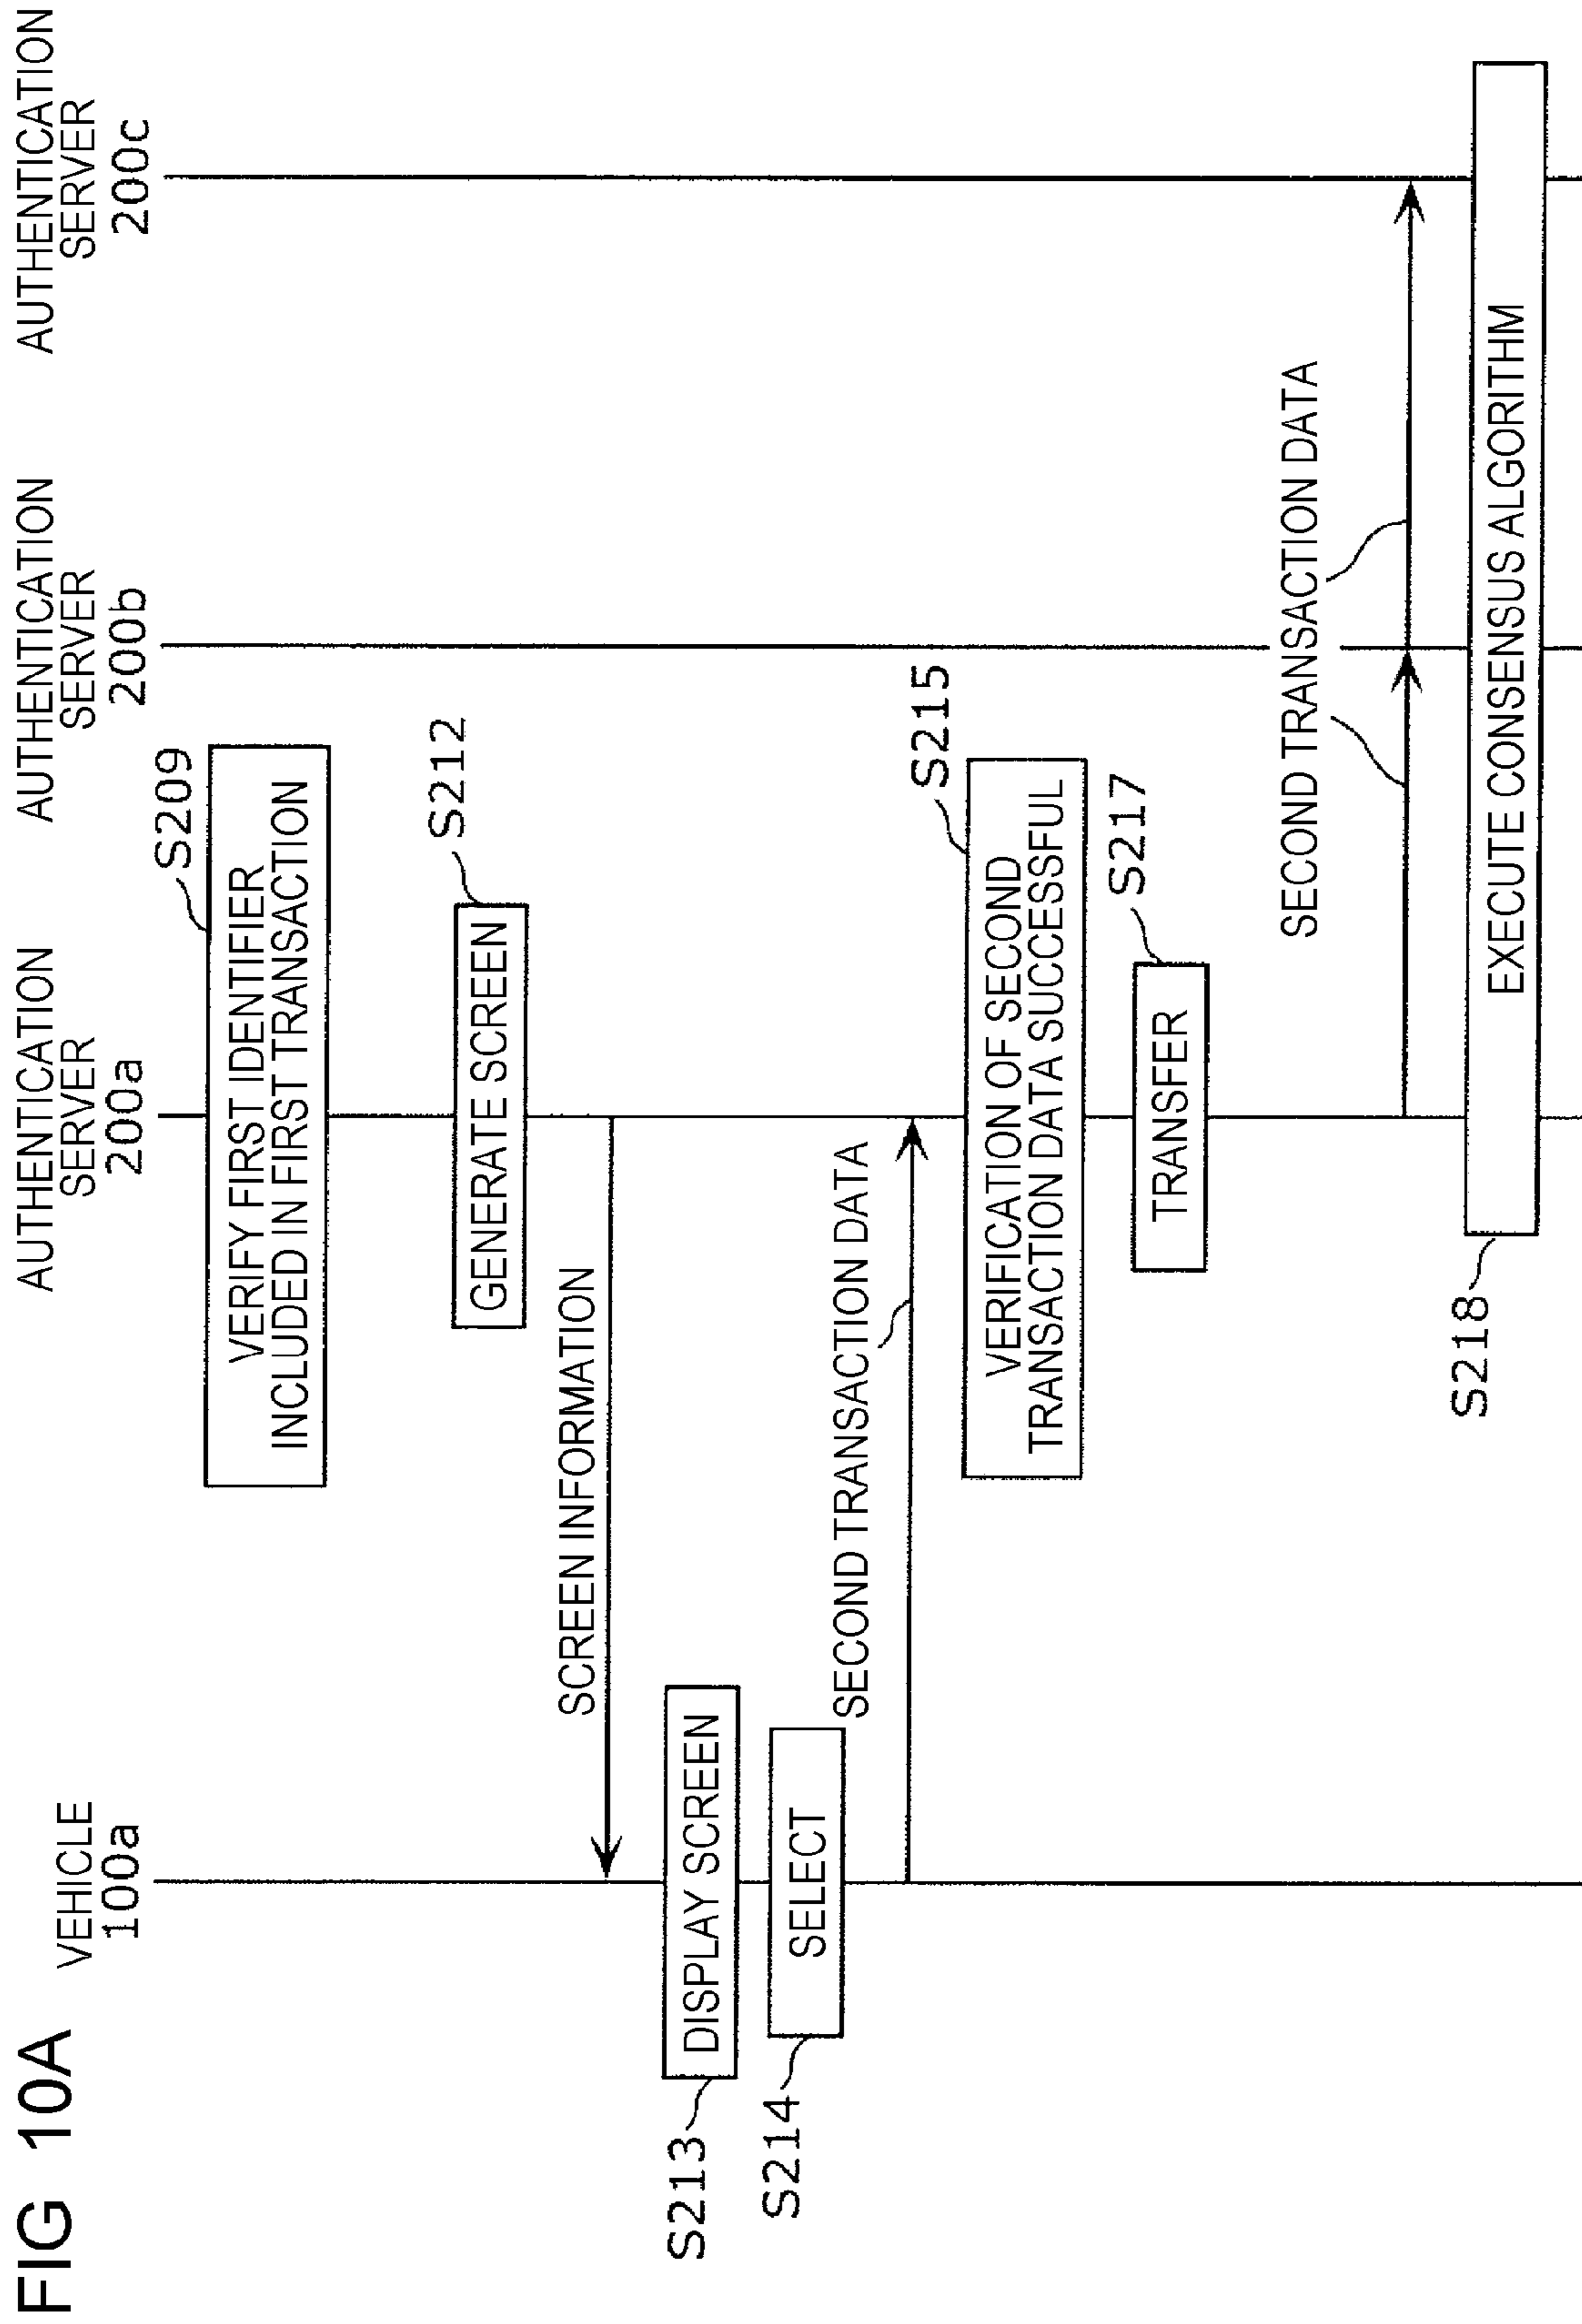 FIG 10A
VEHICLE
100a
AUTHENTICATION
SERVER
200a
AUTHENTICATION
SERVER
200b
AUTHENTICATION
SERVER
200c
S209
VERIFY FIRST IDENTIFIER
INCLUDED IN FIRST TRANSACTION
S212
GENERATE SCREEN
SCREEN INFORMATION
S213
DISPLAY SCREEN
S214
SELECT
SECOND TRANSACTION DATA
S215
VERIFICATION OF SECOND
TRANSACTION DATA SUCCESSFUL
S217
TRANSFER
SECOND TRANSACTION DATA
S218
EXECUTE CONSENSUS ALGORITHM